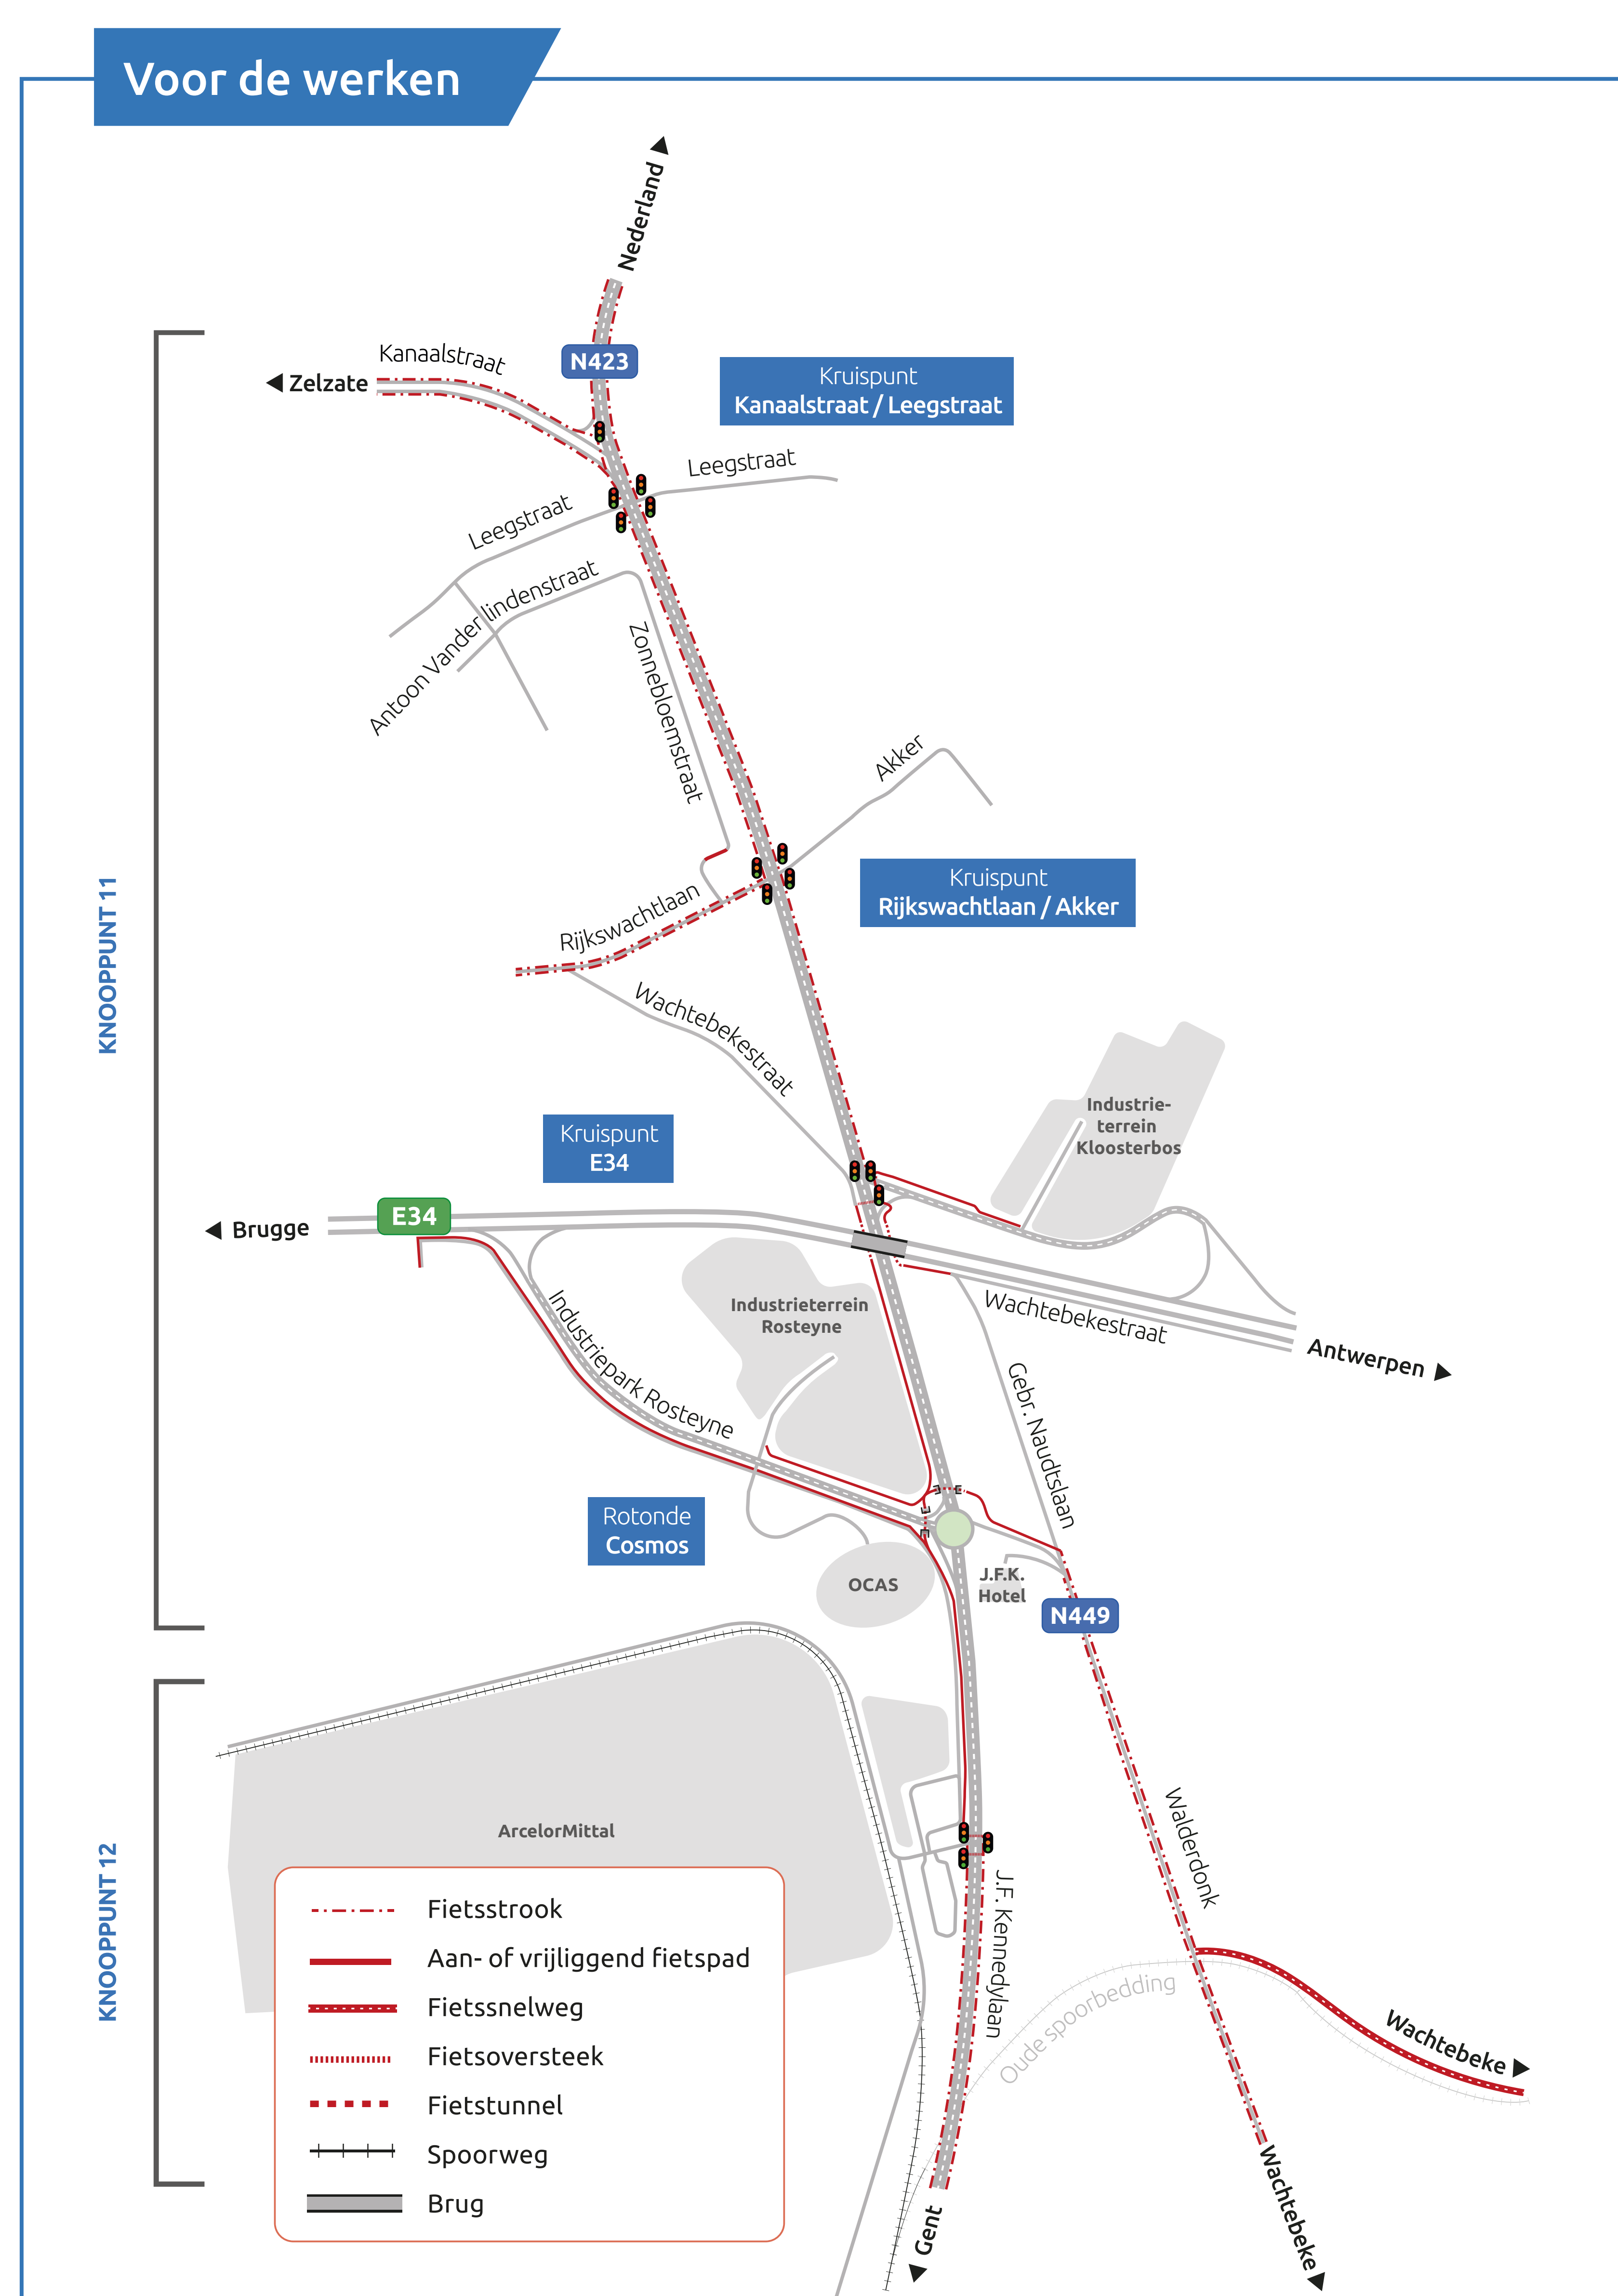 Voor de werken
Nederland
N423
Kanaalstraat
Zelzate
Kruispunt
Kanaalstraat / Leegstraat
Leegstraat
Leegstraat
Antoon Vander lindenstraat
Zonnebloemstraat
Akker
KNOOPPUNT 11
Kruispunt
Rijkswachtlaan / Akker
Rijkswachtlaan
Wachtebekestraat
Industrie-
terrein
Kloosterbos
Kruispunt
E34
E34
Brugge
Industrieterrein
Rosteyne
Wachtebekestraat
Antwerpen
Industriepark Rosteyne
Gebr. Naudtslaan
Rotonde
Cosmos
OCAS
J.F.K.
Hotel
N449
KNOOPPUNT 12
ArcelorMittal
Walderdonk
J.F. Kennedylaan
Oude spoorbedding
Wachtebeke
Wachtebeke
Gent
Fietsstrook
Aan- of vrijliggend fietspad
Fietssnelweg
Fietsoversteek
Fietstunnel
Spoorweg
Brug